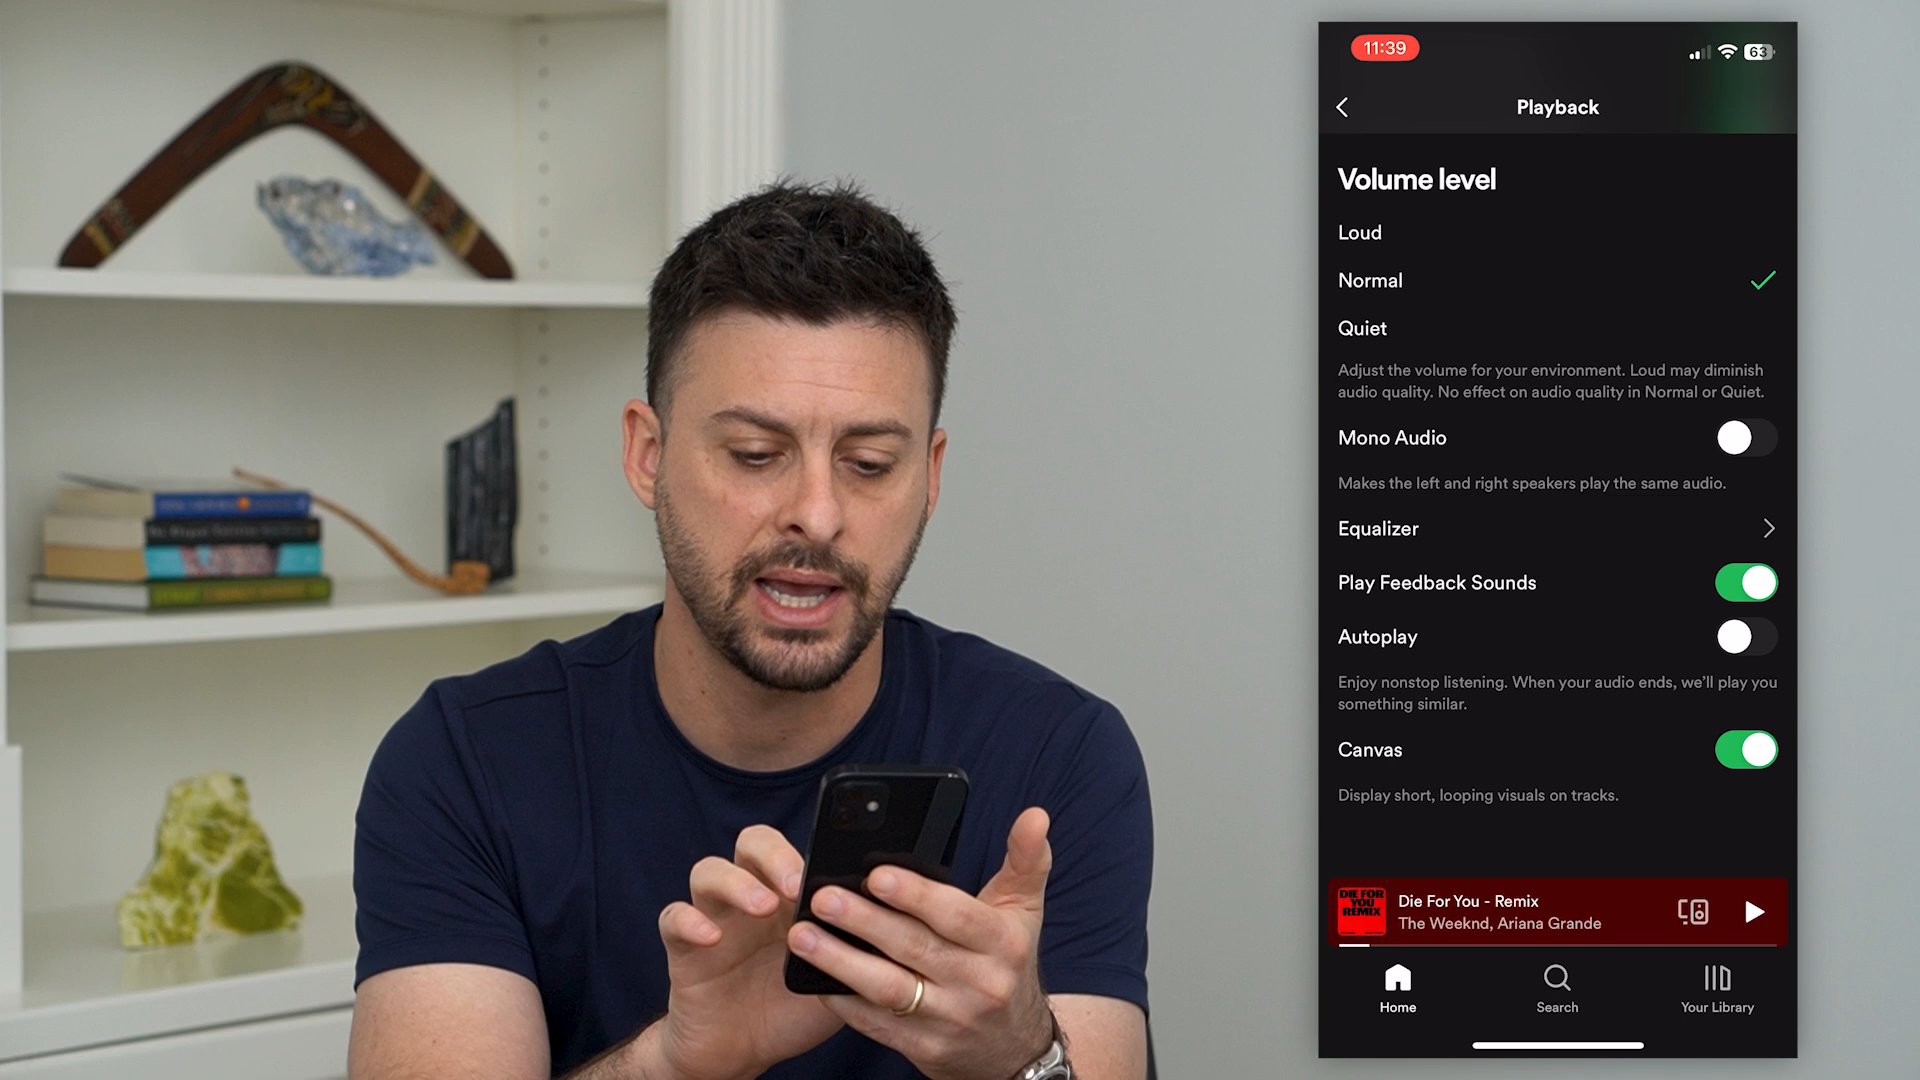 11:39
63
Playback
Volume level
Loud
Normal
Quiet
Adjust the volume for your environment. Loud may diminish
audio quality. No effect on audio quality in Normal or Quiet.
Mono Audio
Makes the left and right speakers play the same audio.
Equalizer
Play Feedback Sounds
Autoplay
Enjoy nonstop listening. When your audio ends, we'll play you
something similar.
Canvas
Display short, looping visuals on tracks.
DIE FOR
YOU
REMIX
Die For You - Remix
The Weeknd, Ariana Grande
Home
Search
Your Library